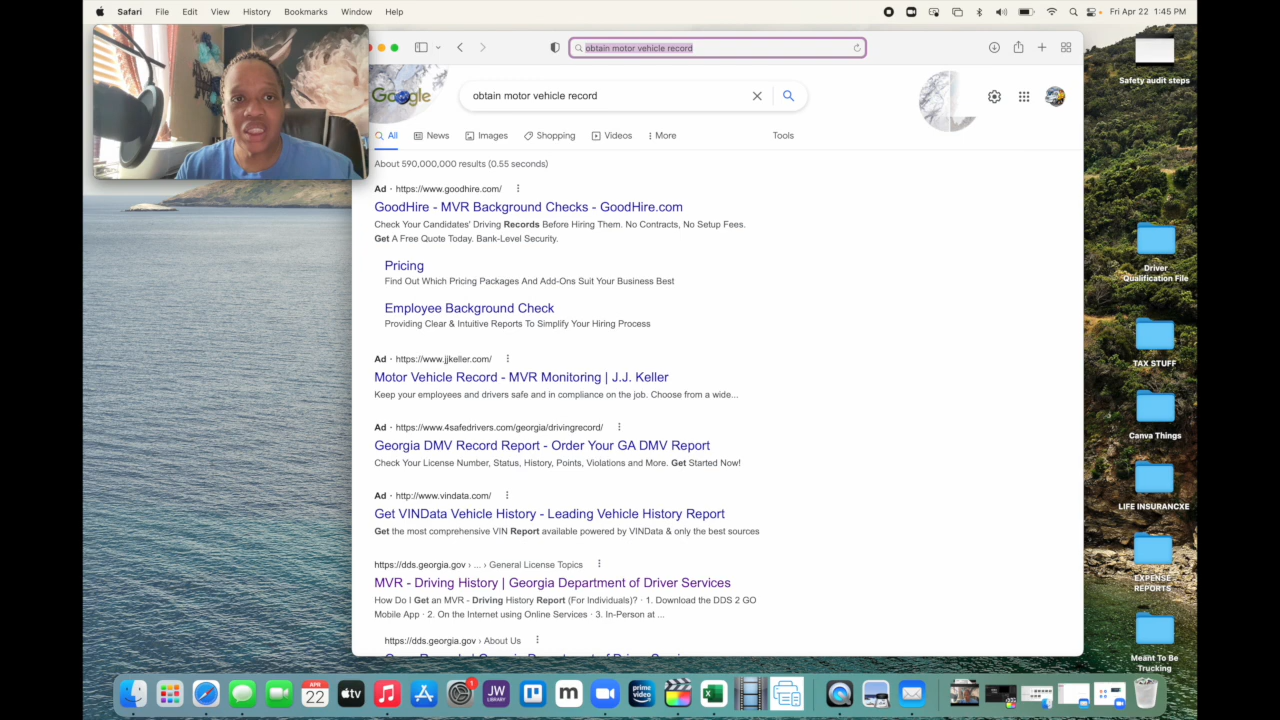 Safari File Edit View History Bookmarks Window Help
Fri Apr 22 1:45 PM
obtain motor vehicle record
Google
obtain motor vehicle record
All News Images Shopping Videos More Tools
About 590,000,000 results (0.55 seconds)
Ad · https://www.goodhire.com/
GoodHire - MVR Background Checks - GoodHire.com
Check Your Candidates' Driving Records Before Hiring Them. No Contracts, No Setup Fees.
Get A Free Quote Today. Bank-Level Security.
Pricing
Find Out Which Pricing Packages And Add-Ons Suit Your Business Best
Employee Background Check
Providing Clear & Intuitive Reports To Simplify Your Hiring Process
Ad · https://www.jjkeller.com/
Motor Vehicle Record - MVR Monitoring | J.J. Keller
Keep your employees and drivers safe and in compliance on the job. Choose from a wide...
Ad · https://www.4safedrivers.com/georgia/drivingrecord/
Georgia DMV Record Report - Order Your GA DMV Report
Check Your License Number, Status, History, Points, Violations and More. Get Started Now!
Ad · http://www.vindata.com/
Get VINData Vehicle History - Leading Vehicle History Report
Get the most comprehensive VIN Report available powered by VINData & only the best sources
https://dds.georgia.gov › ... › General License Topics
MVR - Driving History | Georgia Department of Driver Services
How Do I Get an MVR - Driving History Report (For Individuals)? · 1. Download the DDS 2 GO
Mobile App · 2. On the Internet using Online Services · 3. In-Person at ...
https://dds.georgia.gov › About Us
Safety audit steps
Driver
Qualification File
TAX STUFF
Canva Things
LIFE INSURANCXE
EXPENSE
REPORTS
Meant To Be
Trucking
APR
22
tv
JW
LIBRARY
m
prime
video
X